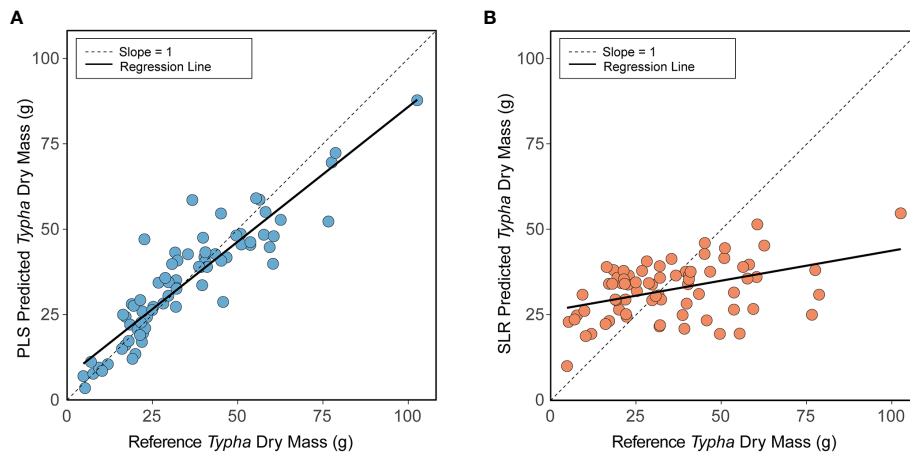 A
Slope = 1
Regression Line
100
75
50
25
0
0 25 50 75 100
PLS Predicted Typha Dry Mass (g)
Reference Typha Dry Mass (g)
B
Slope = 1
Regression Line
100
75
50
25
0
0 25 50 75 100
SLR Predicted Typha Dry Mass (g)
Reference Typha Dry Mass (g)